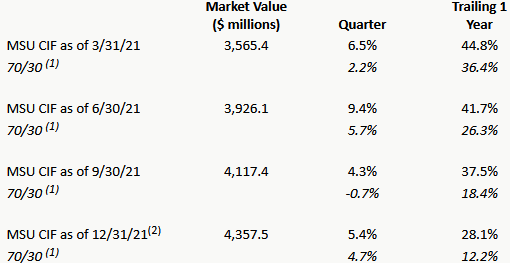 Market Value Trailing 1
($ millions) Quarter Year
MSU CIF as of 3/31/21 3,565.4 6.5% 44.8%
70/30 (1) 2.2% 36.4%
MSU CIF as of 6/30/21 3,926.1 9.4% 41.7%
70/30 (1) 5.7% 26.3%
MSU CIF as of 9/30/21 4,117.4 4.3% 37.5%
70/30 (1) -0.7% 18.4%
MSU CIF as of 12/31/21(2) 4,357.5 5.4% 28.1%
70/30 (1) 4.7% 12.2%